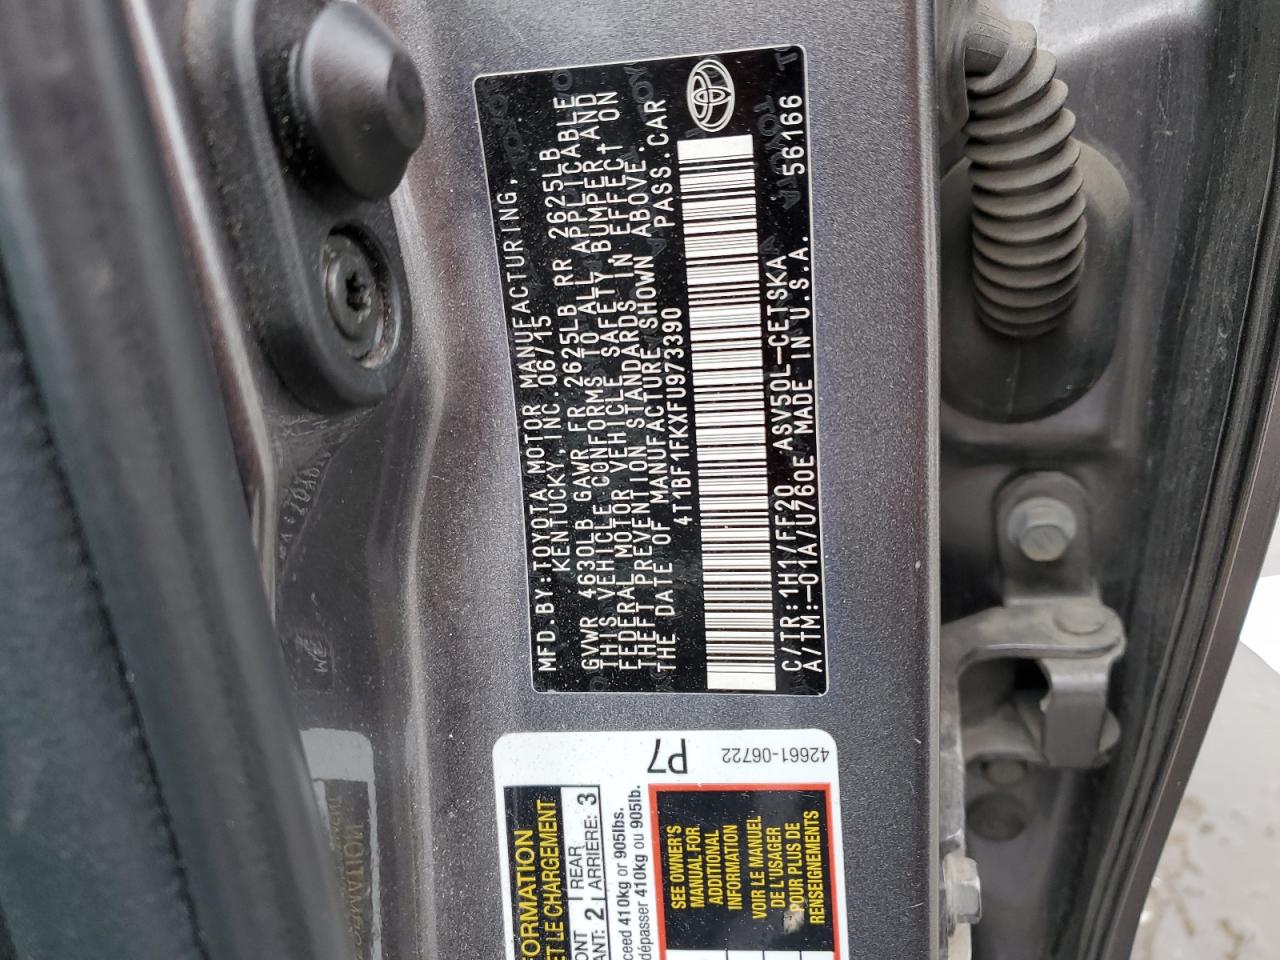 MFD.BY:TOYOTA MOTOR MANUFACTURING,
KENTUCKY,INC.06/15
GVWR 4630LB GAWR FR 2625LB RR 2625LB
THIS VEHICLE CONFORMS TO ALL APPLICABLE
FEDERAL MOTOR VEHICLE SAFETY,BUMPER,AND
THEFT PREVENTION STANDARDS IN EFFECT ON
THE DATE OF MANUFACTURE SHOWN ABOVE.
4T1BF1FKXFU973390 PASS.CAR
C/TR:1H1/FF20 ASV50L-CETSKA 56166
A/TM:-01A/U760E MADE IN U.S.A.
P7
42661-06722
ET LE CHARGEMENT
2
REAR
ARRIÈRE: 3
410kg or 905lbs.
dépasser 410kg ou 905lb.
SEE OWNER'S
MANUAL FOR
ADDITIONAL
INFORMATION
VOIR LE MANUEL
DE L'USAGER
POUR PLUS DE
RENSEIGNEMENTS